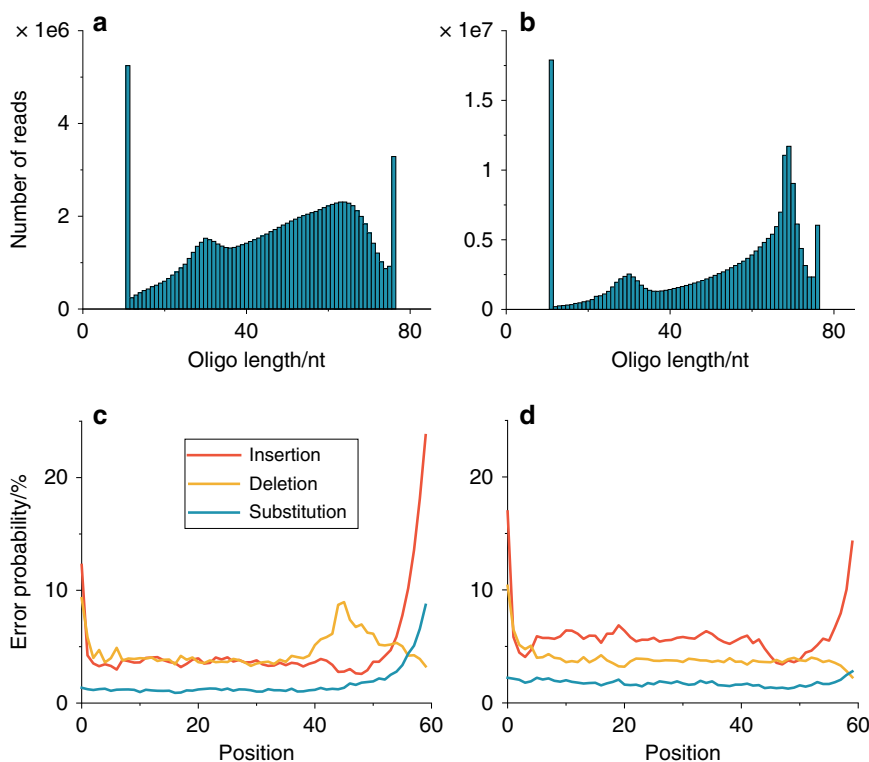 a
× 1e6
6
4
2
0
Number of reads
0
40
80
Oligo length/nt
b
× 1e7
2
1.5
1
0.5
0
0
40
80
Oligo length/nt
c
Insertion
Deletion
Substitution
20
10
0
Error probability/%
0
20
40
60
Position
d
20
10
0
0
20
40
60
Position